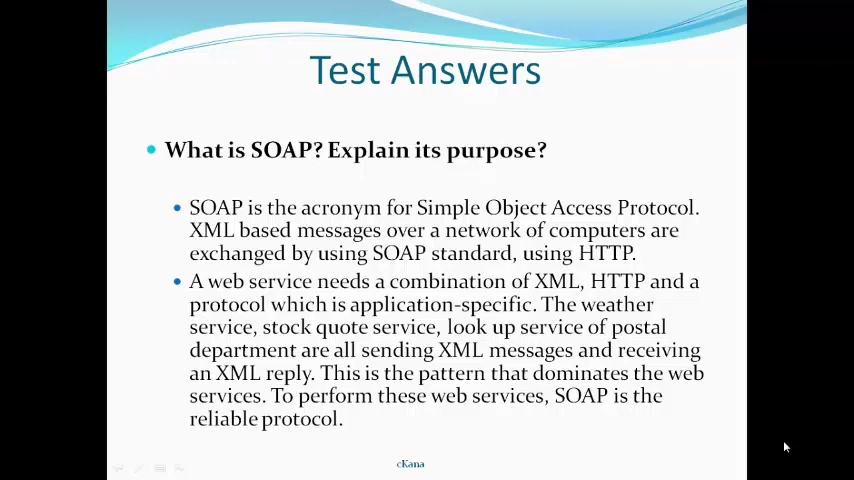 Test Answers
What is SOAP? Explain its purpose?
SOAP is the acronym for Simple Object Access Protocol.
XML based messages over a network of computers are
exchanged by using SOAP standard, using HTTP.
A web service needs a combination of XML, HTTP and a
protocol which is application-specific. The weather
service, stock quote service, look up service of postal
department are all sending XML messages and receiving
an XML reply. This is the pattern that dominates the web
services. To perform these web services, SOAP is the
reliable protocol.
cKana